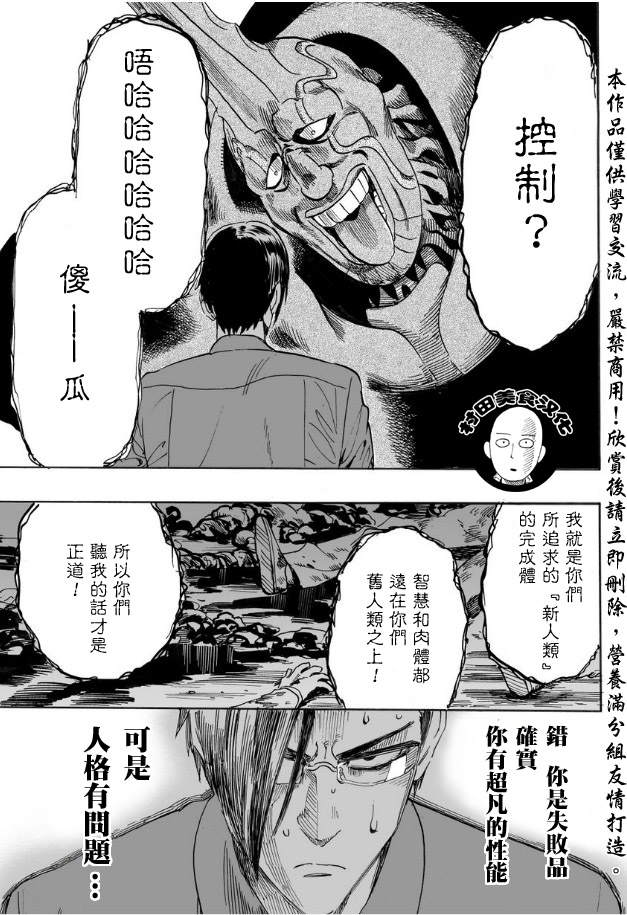 控制？
唔哈哈哈哈哈哈
傻──瓜
村田美食汉化
我就是你們
所追求的『新人類』
的完成體
智慧和肉體都
遠在你們
舊人類之上！
所以你們
聽我的話才是
正道！
錯 你是失敗品
確實
你有超凡的性能
可是
人格有問題…
本作品僅供學習交流，嚴禁商用！欣賞後請立即刪除，營養滿分組友情打造。